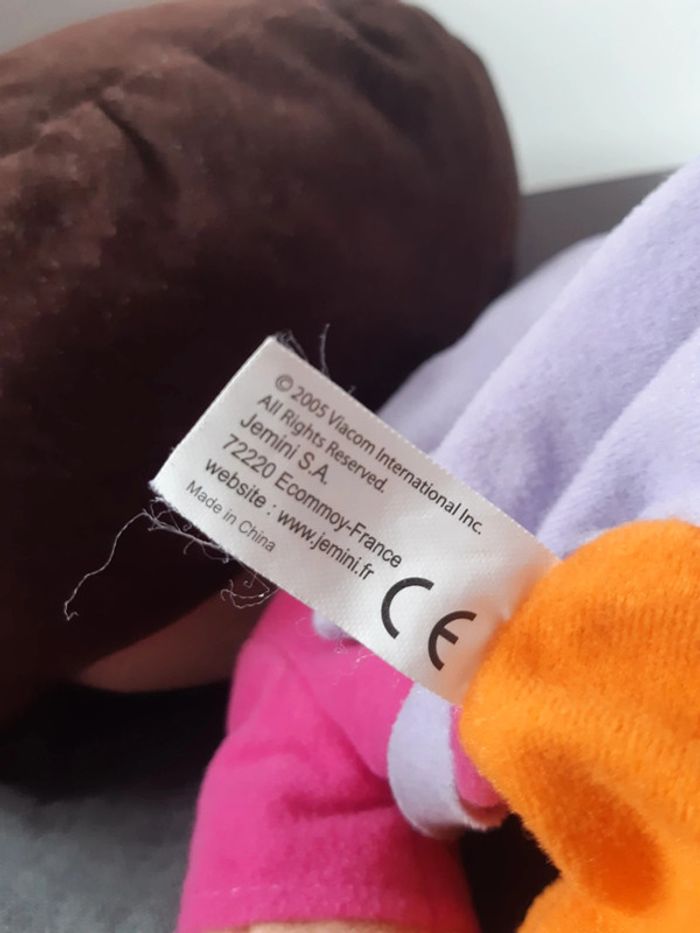 © 2005 Viacom International Inc.
All Rights Reserved.
Jemini S.A.
72220 Ecommoy-France
website : www.jemini.fr
Made in China
CE